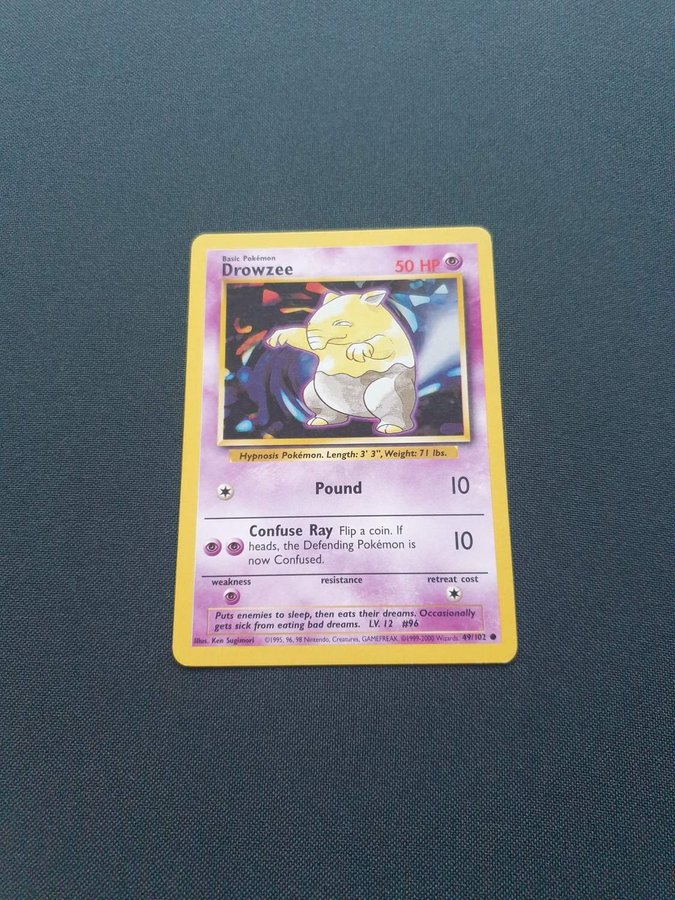 Basic Pokémon
Drowzee 50 HP
Hypnosis Pokémon. Length: 3' 3", Weight: 71 lbs.
Pound 10
Confuse Ray Flip a coin. If
heads, the Defending Pokémon is
now Confused.
10
weakness resistance retreat cost
Puts enemies to sleep, then eats their dreams. Occasionally
gets sick from eating bad dreams. LV. 12 #96
Illus. Ken Sugimori ©1995, 96, 98 Nintendo, Creatures, GAMEFREAK. ©1999-2000 Wizards. 49/102